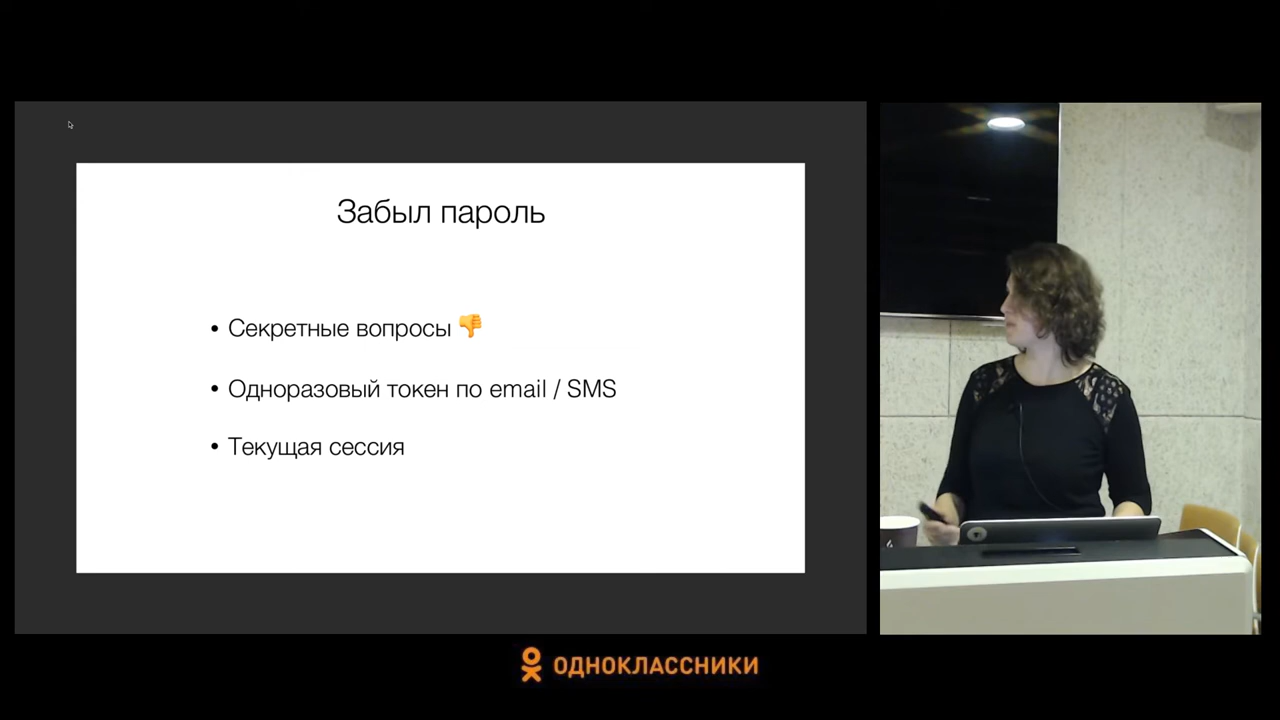 Забыл пароль
• Секретные вопросы 👎
• Одноразовый токен по email / SMS
• Текущая сессия
ОДНОКЛАССНИКИ